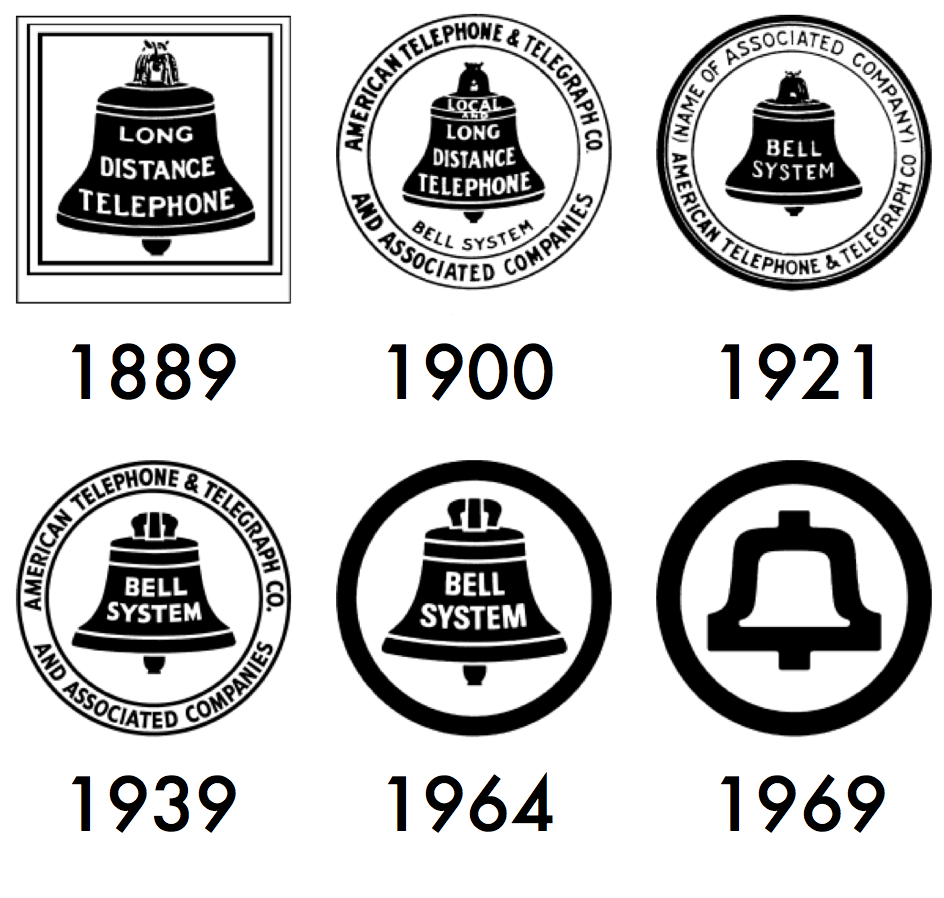 LONG
DISTANCE
TELEPHONE
1889
AMERICAN TELEPHONE & TELEGRAPH CO.
LOCAL
AND
LONG
DISTANCE
TELEPHONE
BELL SYSTEM
AND ASSOCIATED COMPANIES
1900
(NAME OF ASSOCIATED COMPANY)
BELL
SYSTEM
AMERICAN TELEPHONE & TELEGRAPH CO
1921
AMERICAN TELEPHONE & TELEGRAPH CO.
BELL
SYSTEM
AND ASSOCIATED COMPANIES
1939
BELL
SYSTEM
1964
1969